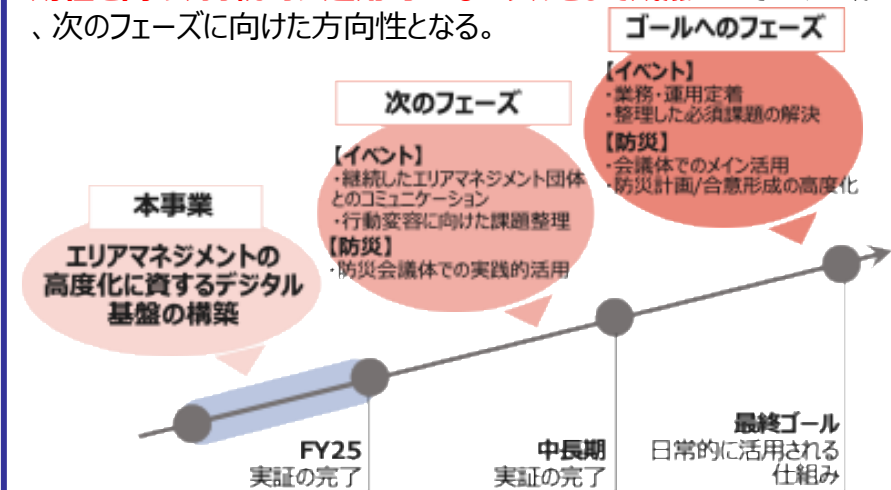 、次のフェーズに向けた方向性となる。
ゴールへのフェーズ
【イベント】
・業務・運用定着
・整理した必須課題の解決
【防災】
・会議体でのメイン活用
・防災計画/合意形成の高度化
次のフェーズ
【イベント】
・継続したエリアマネジメント団体
とのコミュニケーション
・行動変容に向けた課題整理
【防災】
・防災会議体での実践的活用
本事業
エリアマネジメントの
高度化に資するデジタル
基盤の構築
FY25
実証の完了
中長期
実証の完了
最終ゴール
日常的に活用される
仕組み